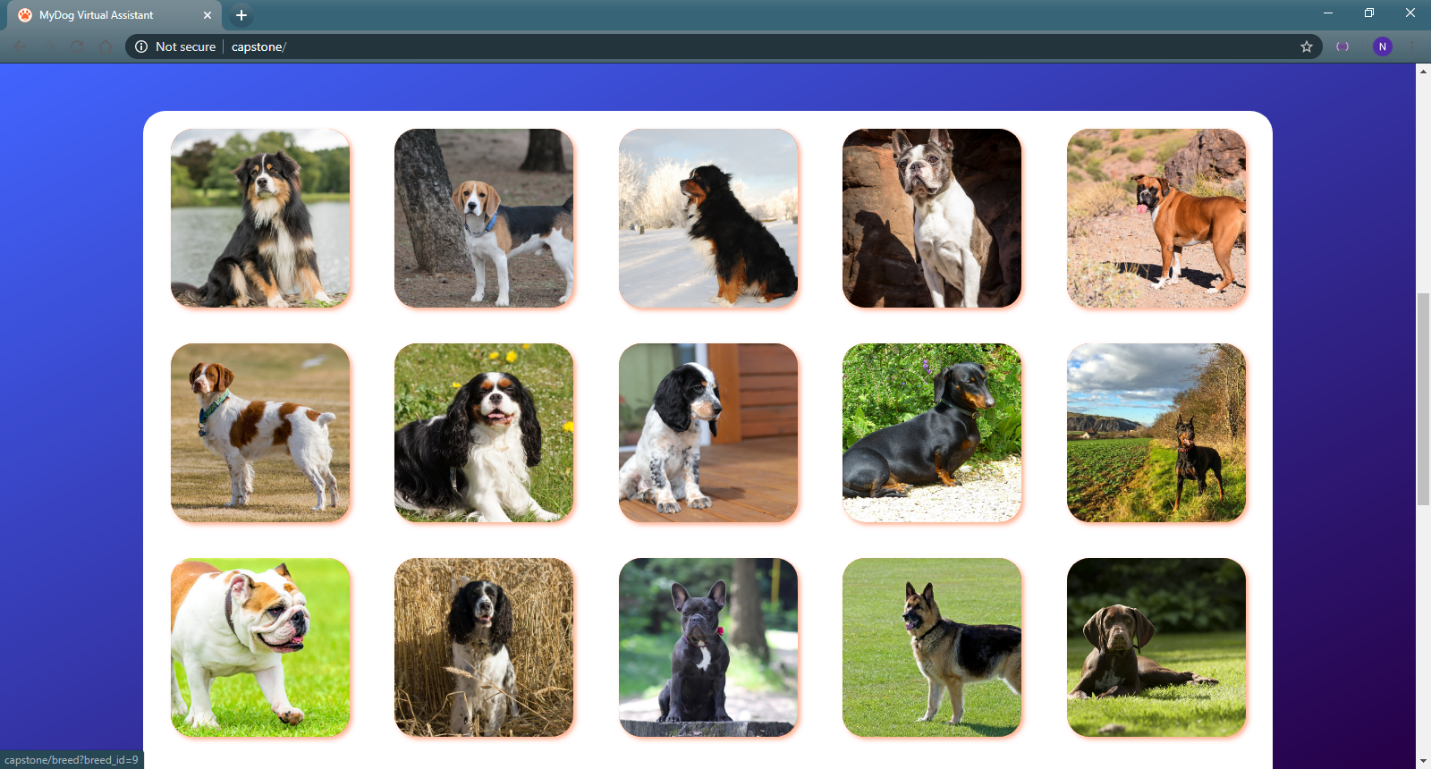 MyDog Virtual Assistant
Not secure | capstone/
N
capstone/breed?breed_id=9